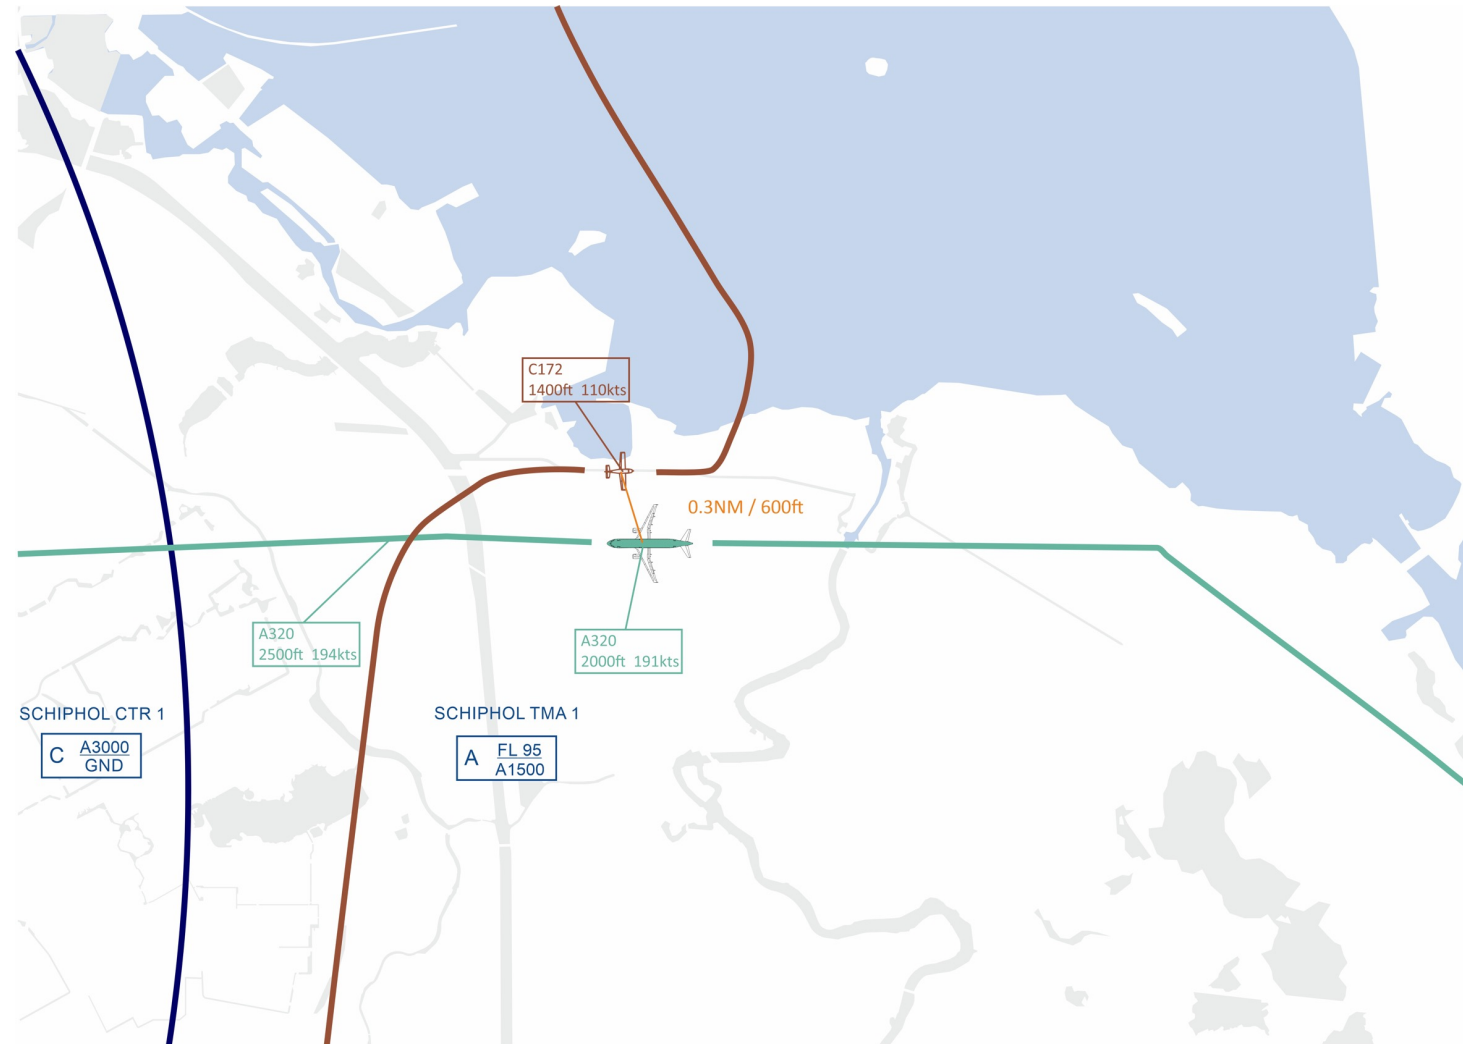 C172
1400ft 110kts
0.3NM / 600ft
A320
2500ft 194kts
A320
2000ft 191kts
SCHIPHOL CTR 1
C A3000
GND
SCHIPHOL TMA 1
A FL 95
A1500